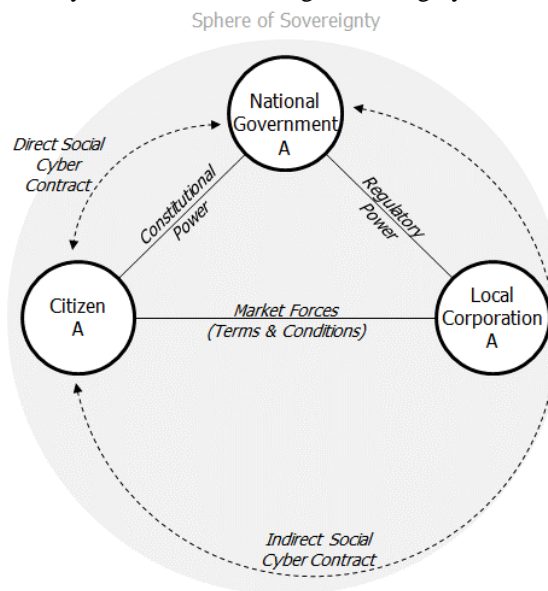 Sphere of Sovereignty
National
Government
A
Direct Social
Cyber
Contract
Constitutional
Power
Regulatory
Power
Citizen
A
Market Forces
(Terms & Conditions)
Local
Corporation
A
Indirect Social
Cyber Contract